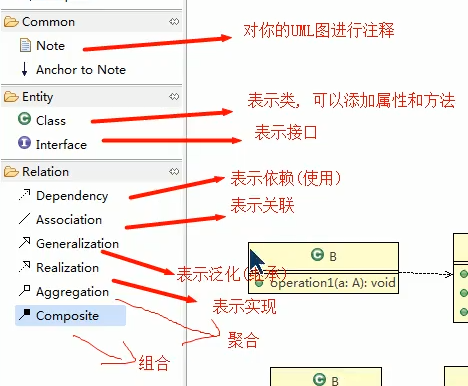 Common
Note
对你的UML图进行注释
Anchor to Note
Entity
Class
表示类, 可以添加属性和方法
Interface
表示接口
Relation
Dependency
表示依赖(使用)
Association
表示关联
Generalization
表示泛化(继承)
Realization
表示实现
Aggregation
聚合
Composite
组合
C B
operation1(a: A): void
C B